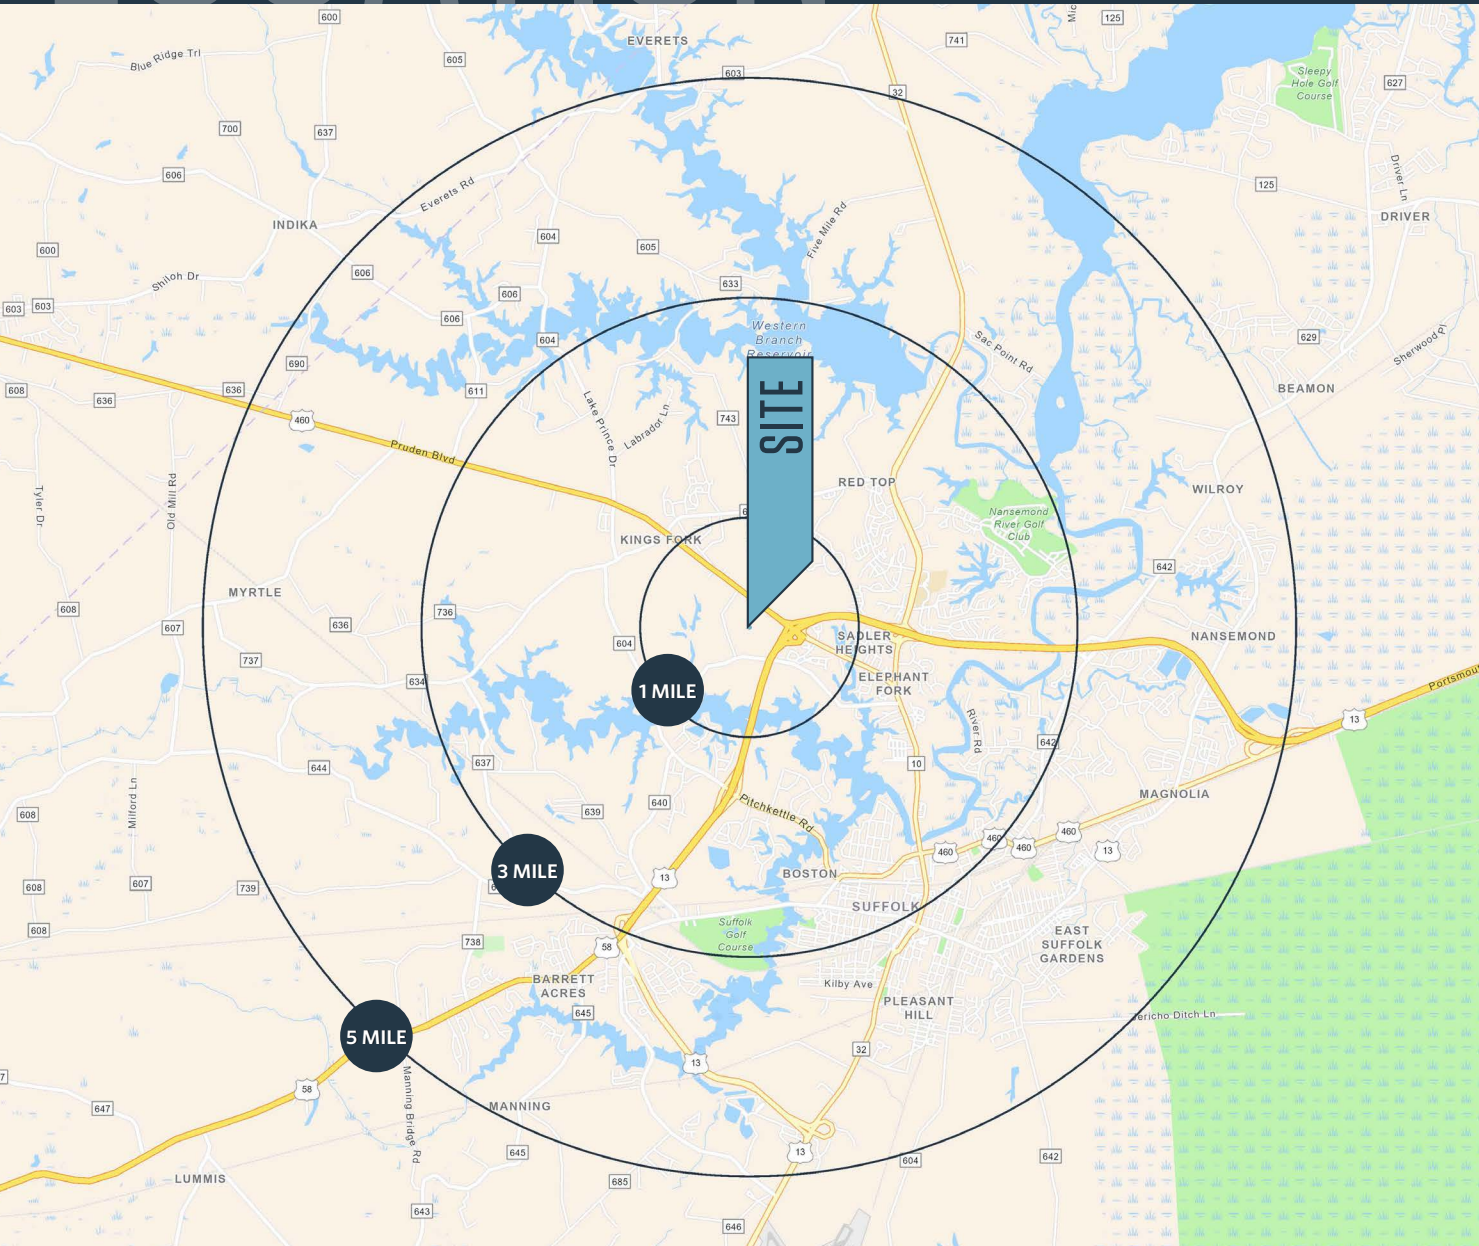 600
125
EVERETS
741
605
Blue Ridge Trl
603
Sleepy
Hole Golf
Course
627
32
700
637
606
Everets Rd
125
Driver Ln
DRIVER
INDIKA
Five Mile Rd
604
605
600
606
Shiloh Dr
633
606
603
603
606
Western
Branch
Reservoir
604
Sac Point Rd
629
Sherwood Pl
690
608
636
636
611
BEAMON
460
Lake Prince Dr
Labrador Ln
743
SITE
Pruden Blvd
RED TOP
WILROY
Tyler Dr
Old Mill Rd
Nansemond
River Golf
Club
KINGS FORK
642
MYRTLE
608
736
607
636
604
SADLER
HEIGHTS
NANSEMOND
737
634
ELEPHANT
FORK
1 MILE
13
River Rd
642
637
644
10
MAGNOLIA
Milford Ln
608
639
640
Pitchkettle Rd
460
460
460
460
13
3 MILE
13
BOSTON
608
607
739
SUFFOLK
608
738
58
Suffolk
Golf
Course
EAST
SUFFOLK
GARDENS
BARRETT
ACRES
Kilby Ave
PLEASANT
HILL
645
Jericho Ditch Ln
5 MILE
32
13
58
Manning Bridge Rd
647
MANNING
645
13
604
642
LUMMIS
685
643
646